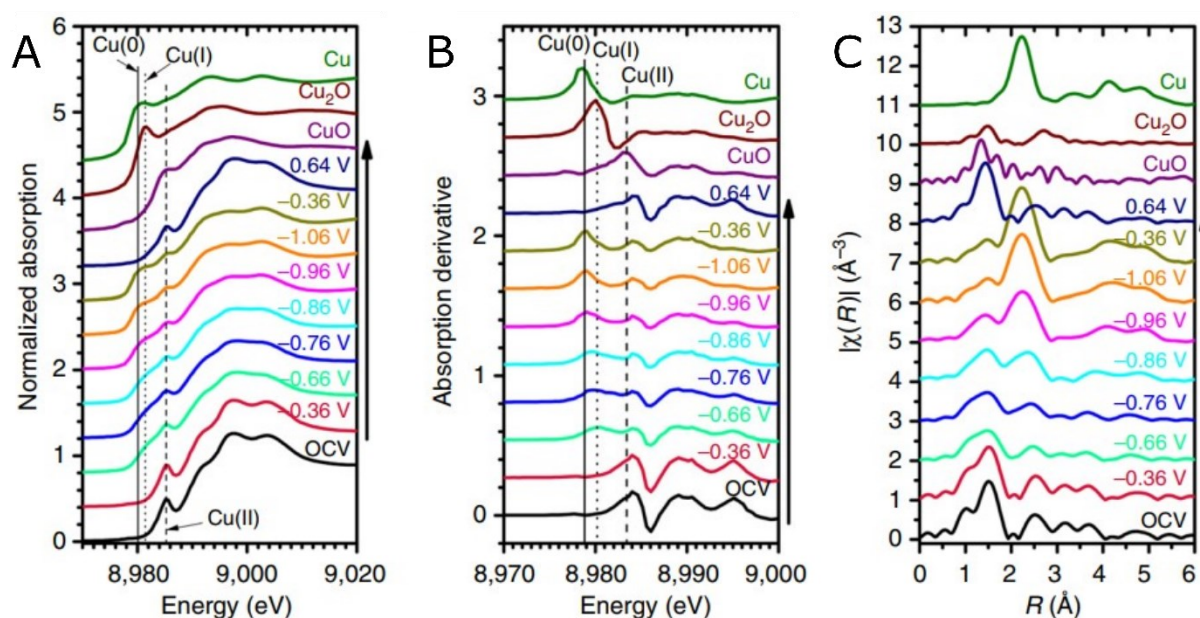 A
Normalized absorption
6
5
4
3
2
1
0
Cu(0)
Cu(I)
Cu
Cu₂O
CuO
0.64 V
−0.36 V
−1.06 V
−0.96 V
−0.86 V
−0.76 V
−0.66 V
−0.36 V
OCV
Cu(II)
8,980 9,000 9,020
Energy (eV)
B
Absorption derivative
3
2
1
0
Cu(0)
Cu(I)
Cu(II)
Cu
Cu₂O
CuO
0.64 V
−0.36 V
−1.06 V
−0.96 V
−0.86 V
−0.76 V
−0.66 V
−0.36 V
OCV
8,970 8,980 8,990 9,000
Energy (eV)
C
|χ(R)| (Å⁻³)
13
12
11
10
9
8
7
6
5
4
3
2
1
0
Cu
Cu₂O
CuO
0.64 V
−0.36 V
−1.06 V
−0.96 V
−0.86 V
−0.76 V
−0.66 V
−0.36 V
OCV
0 1 2 3 4 5 6
R (Å)